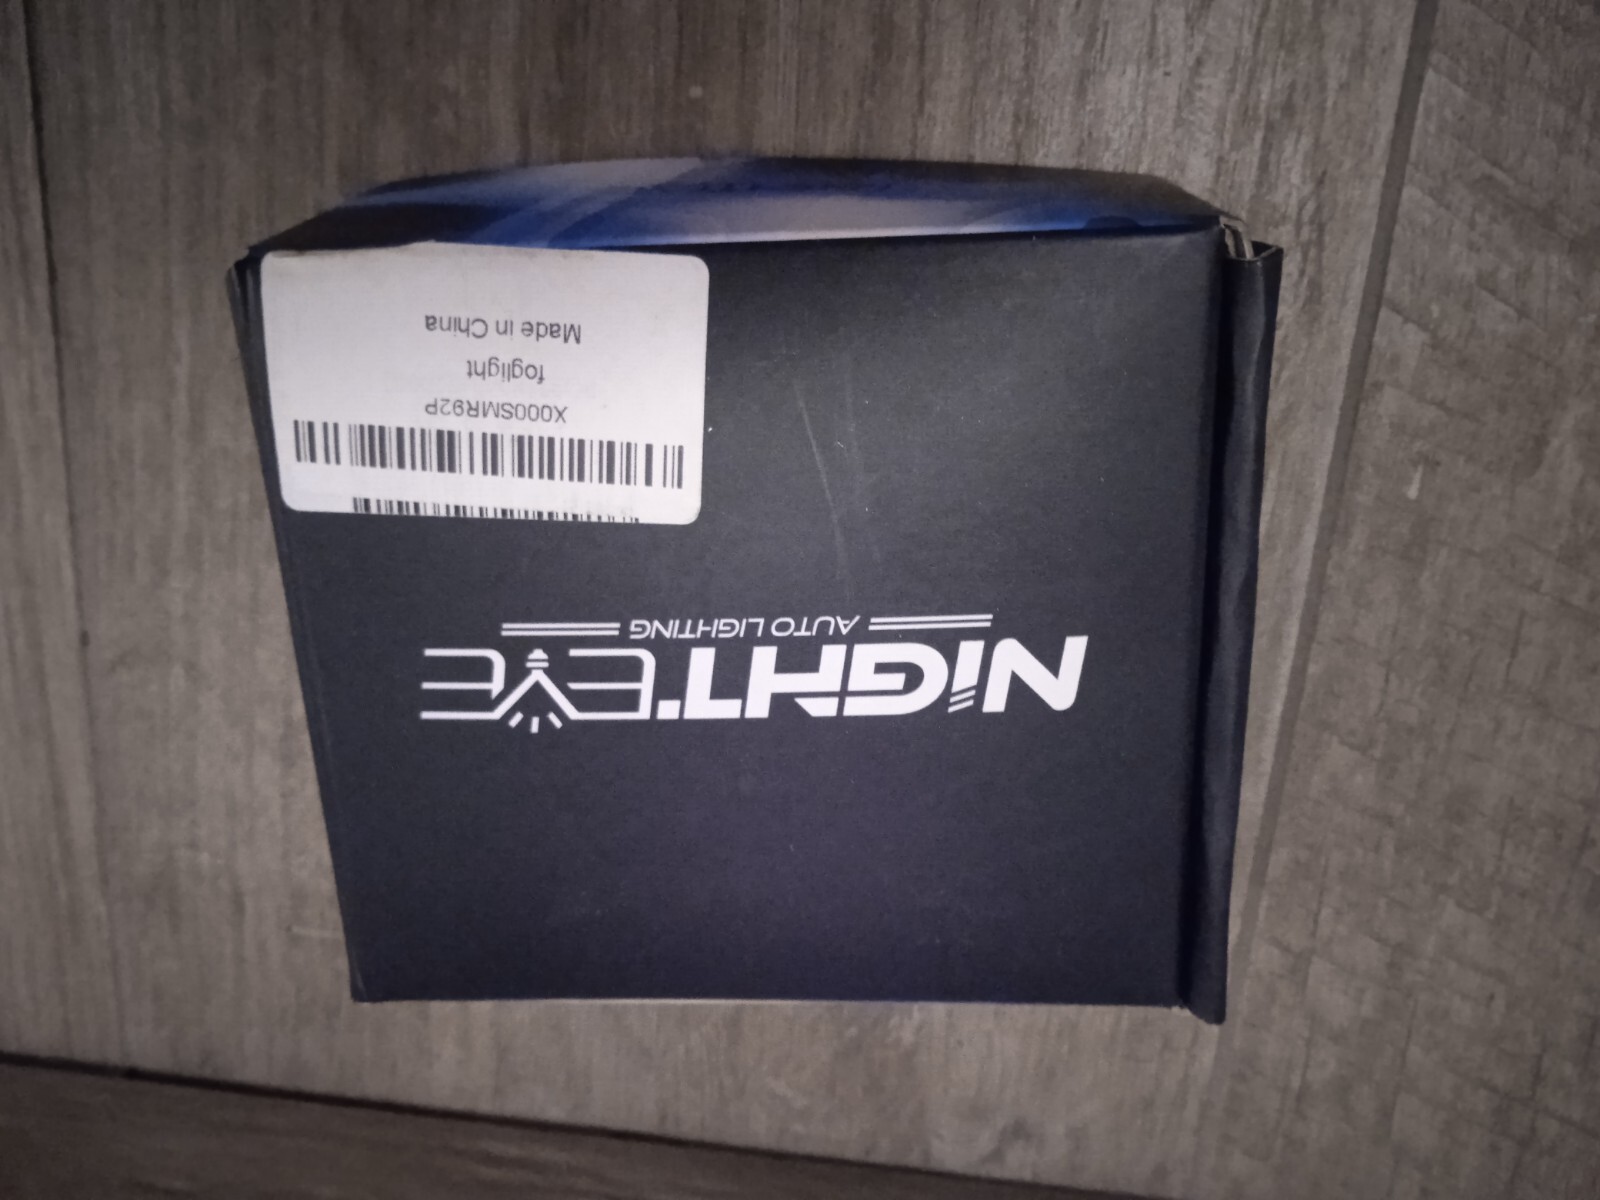 NIGHT EYE
AUTO LIGHTING
X000SMR92P
foglight
Made in China